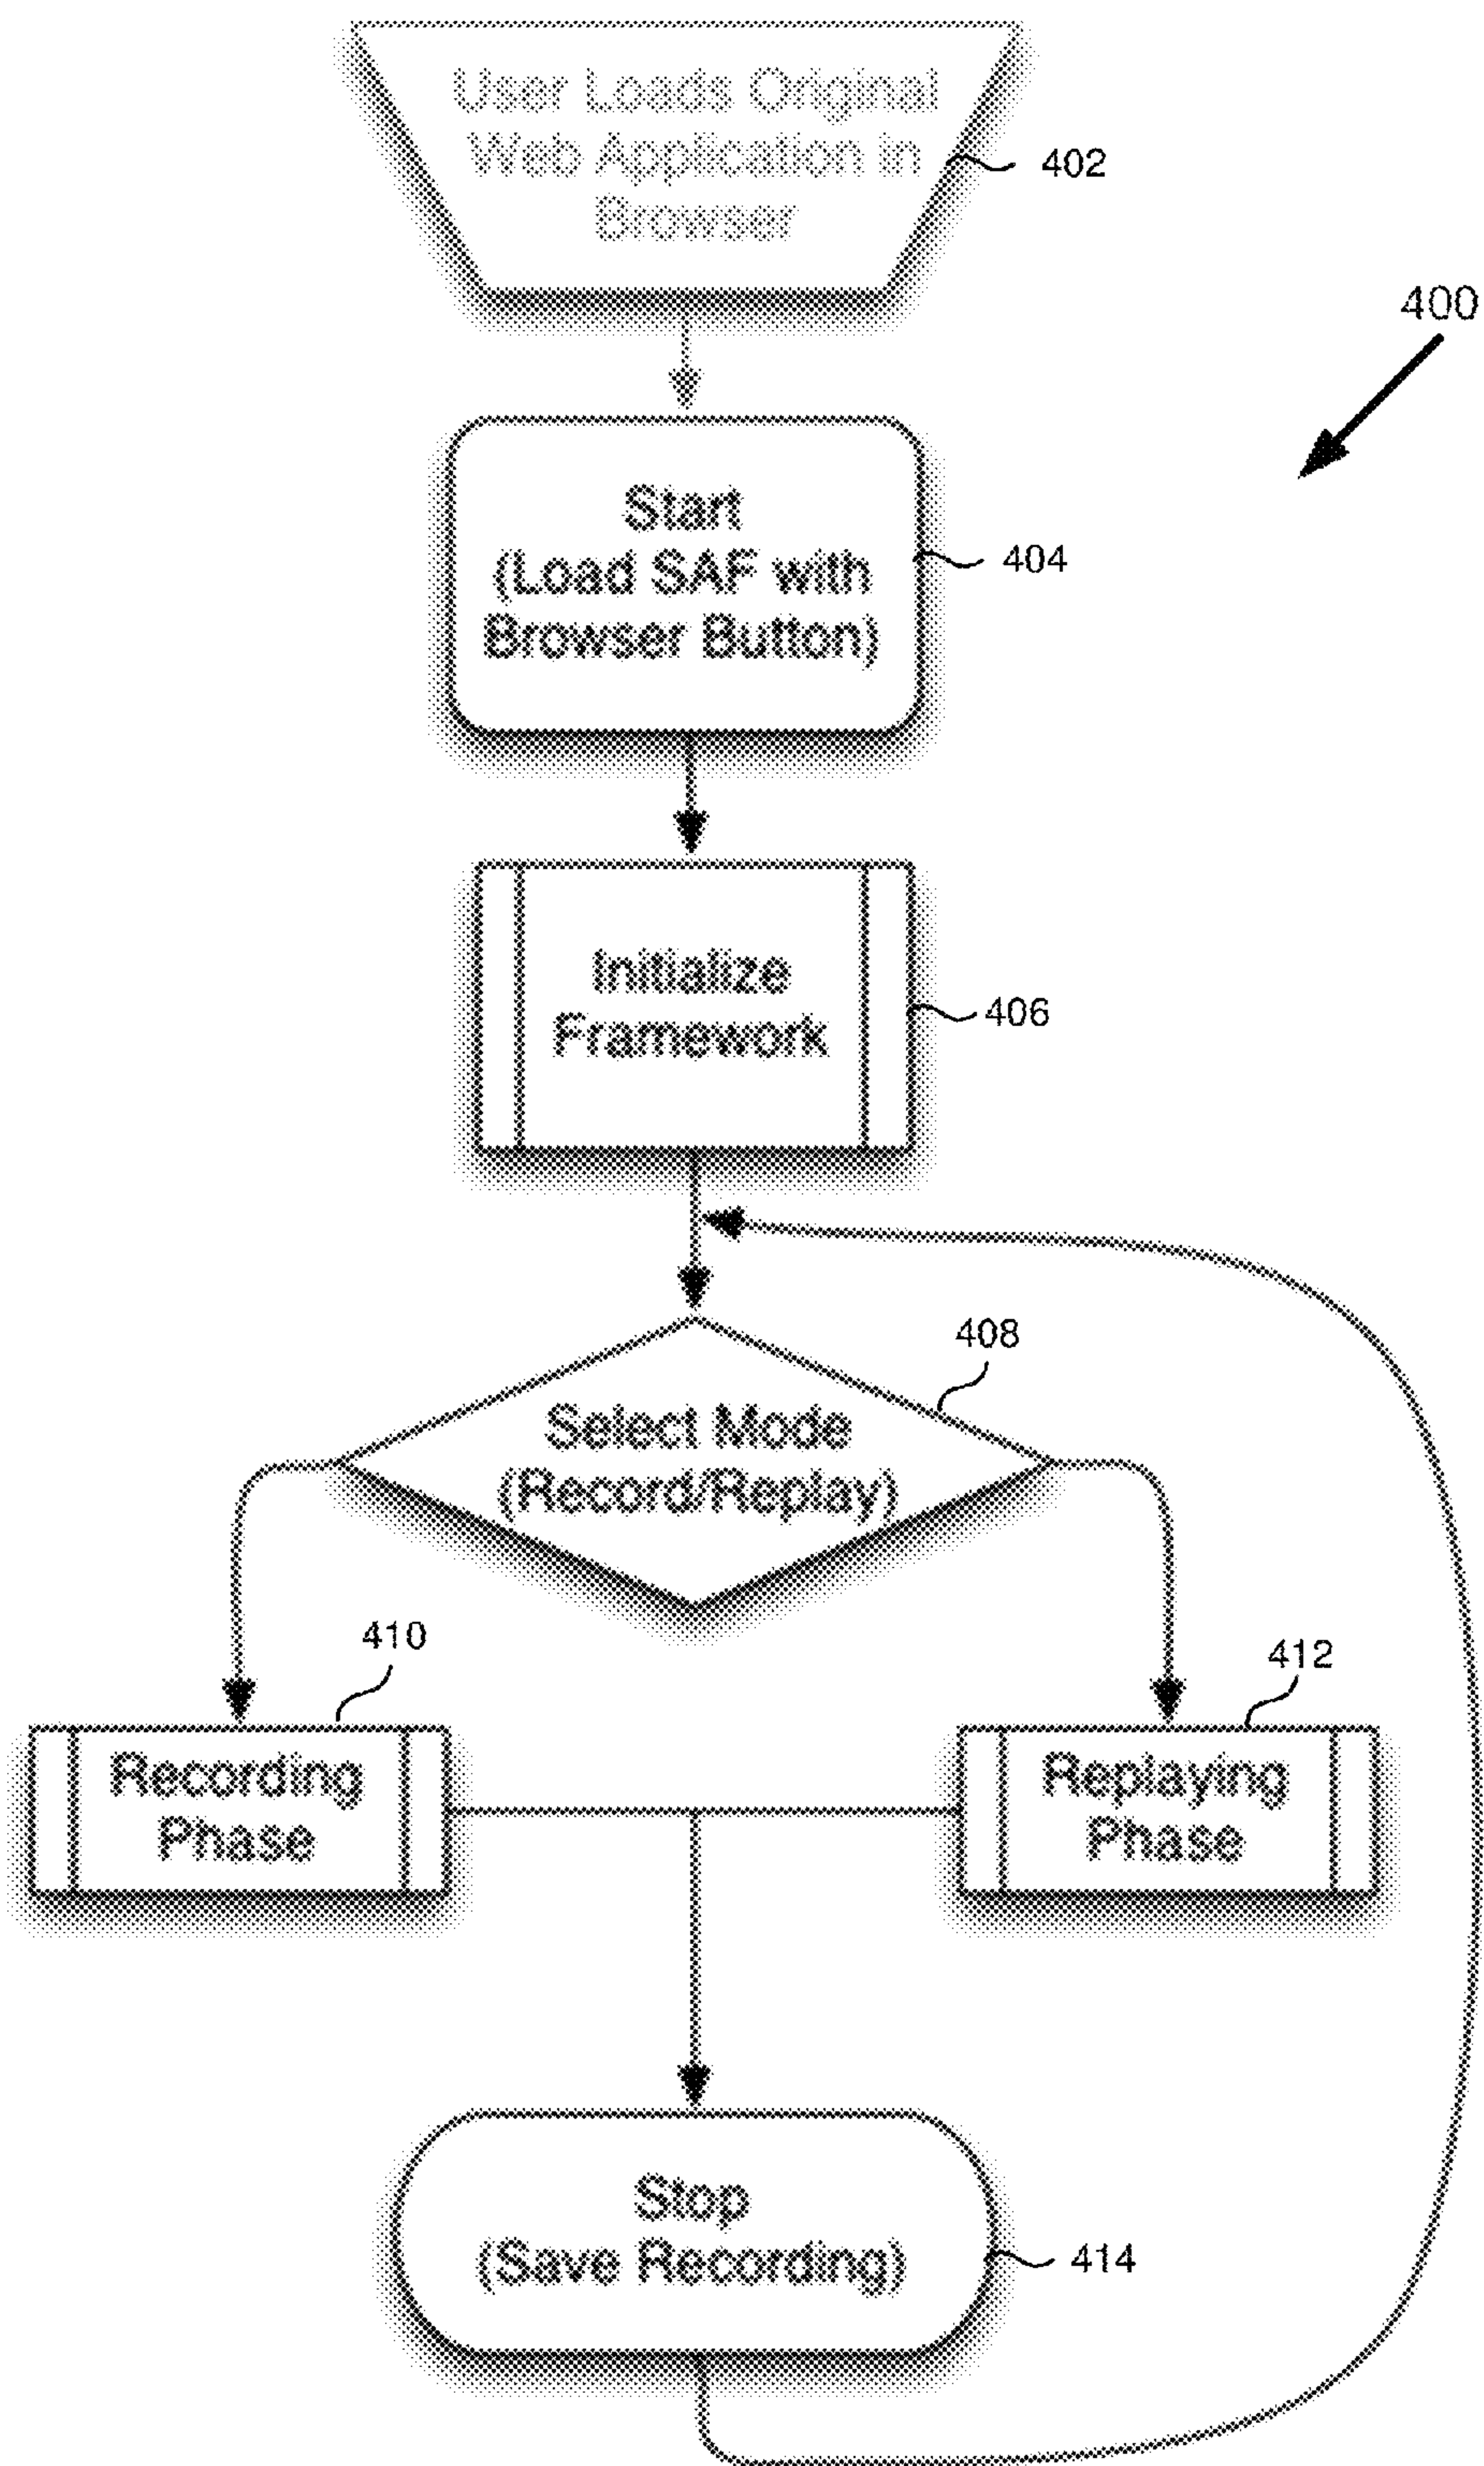 User Loads Original
Web Application in
Browser
402
400
Start
(Load SAF with
Browser Button)
404
Initialize
Framework
406
408
Select Mode
(Record/Replay)
410
412
Recording
Phase
Replaying
Phase
Stop
(Save Recording)
414